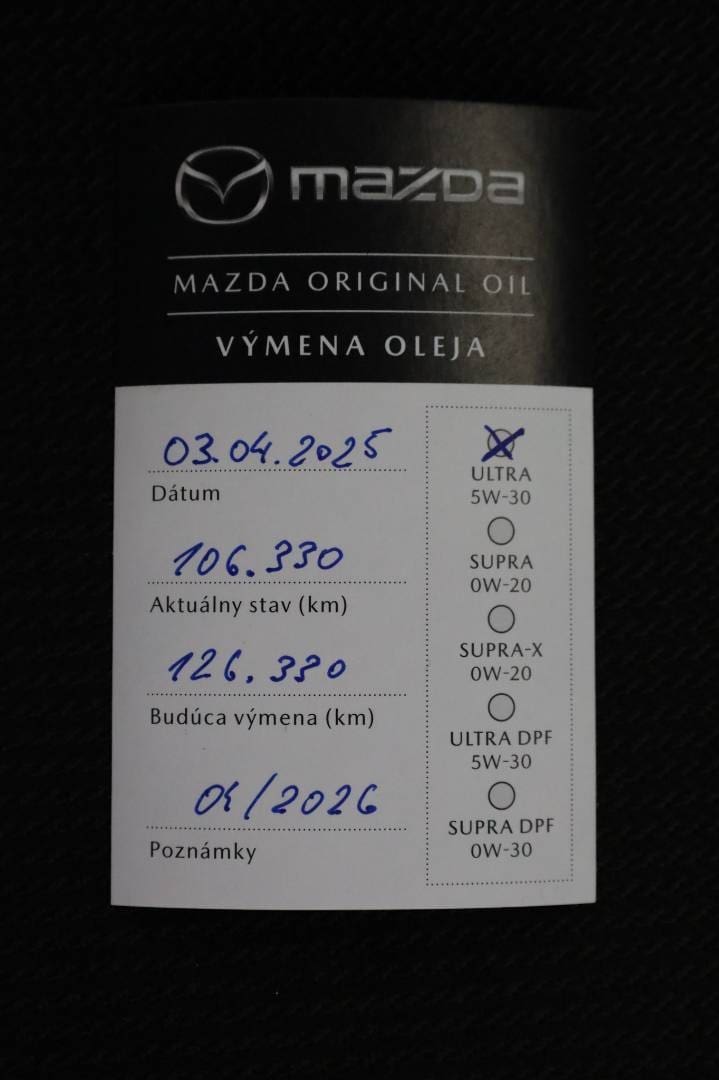 mazda
MAZDA ORIGINAL OIL
VÝMENA OLEJA
03.04.2025
Dátum
106.330
Aktuálny stav (km)
126.330
Budúca výmena (km)
04/2026
Poznámky
ULTRA
5W-30
SUPRA
0W-20
SUPRA-X
0W-20
ULTRA DPF
5W-30
SUPRA DPF
0W-30